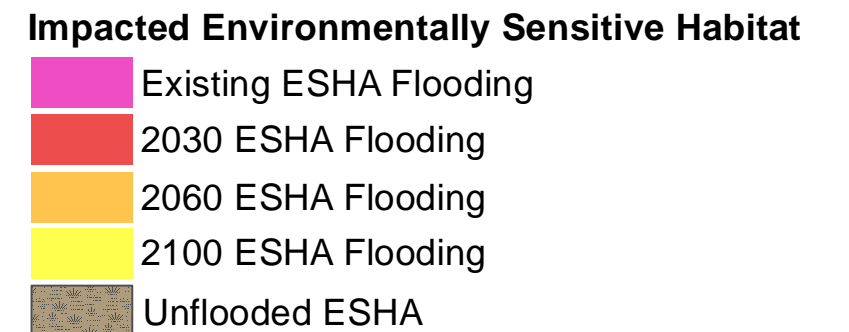 Impacted Environmentally Sensitive Habitat
Existing ESHA Flooding
2030 ESHA Flooding
2060 ESHA Flooding
2100 ESHA Flooding
Unflooded ESHA